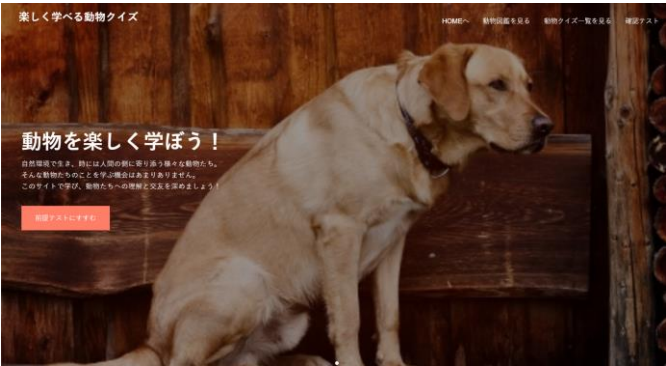 楽しく学べる動物クイズ
HOMEへ 動物図鑑を見る 動物クイズ一覧を見る 確認テスト
動物を楽しく学ぼう！
自然環境で生き、時には人間の側に寄り添う様々な動物たち。
そんな動物たちのことを学ぶ機会はあまりありません。
このサイトで学び、動物たちへの理解と交友を深めましょう！
確認テストにすすむ